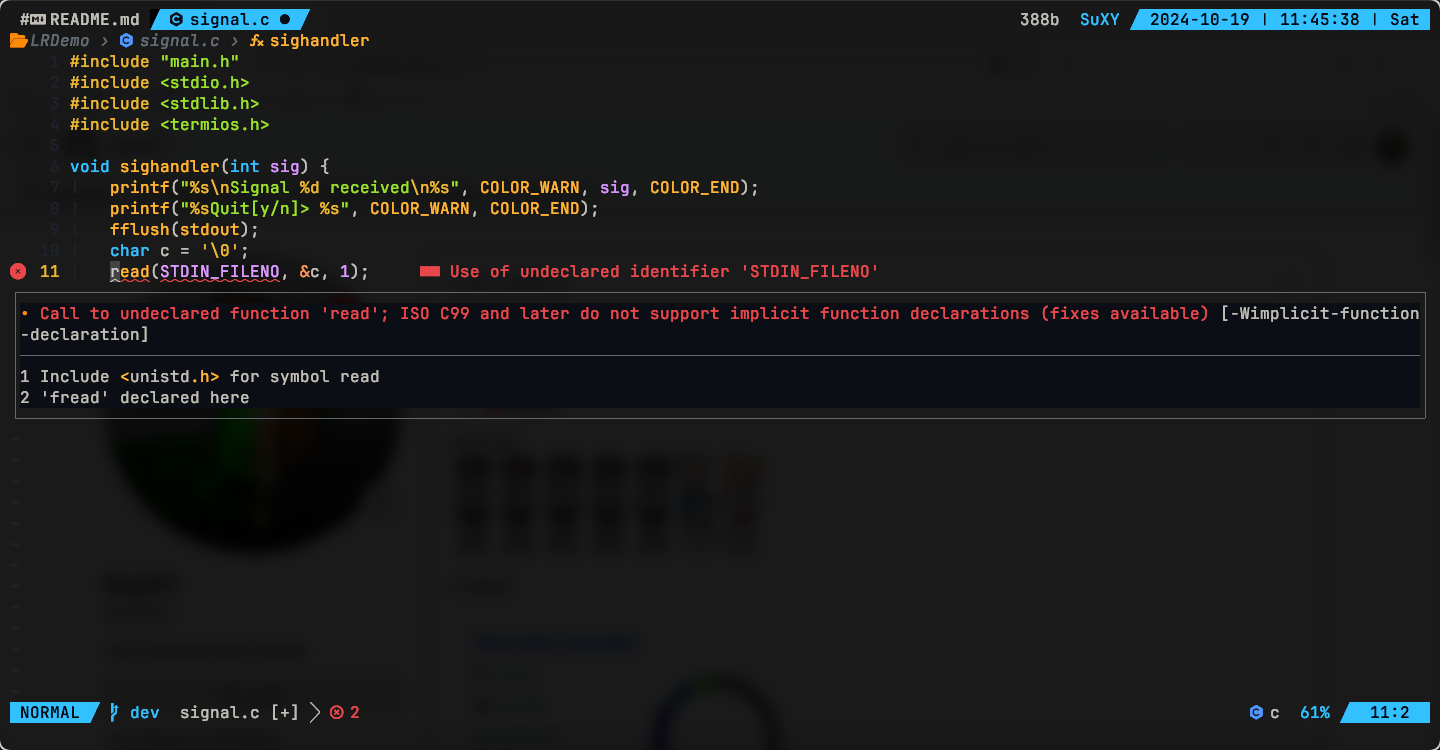 #README.md signal.c ● 388b SuXY 2024-10-19 | 11:45:38 | Sat
LRDemo > signal.c > sighandler
1 #include "main.h"
2 #include <stdio.h>
3 #include <stdlib.h>
4 #include <termios.h>
5
6 void sighandler(int sig) {
7 printf("%s\nSignal %d received\n%s", COLOR_WARN, sig, COLOR_END);
8 printf("%sQuit[y/n]> %s", COLOR_WARN, COLOR_END);
9 fflush(stdout);
10 char c = '\0';
11 read(STDIN_FILENO, &c, 1); ■■ Use of undeclared identifier 'STDIN_FILENO'
• Call to undeclared function 'read'; ISO C99 and later do not support implicit function declarations (fixes available) [-Wimplicit-function
-declaration]
1 Include <unistd.h> for symbol read
2 'fread' declared here
NORMAL dev signal.c [+] 2 c 61% 11:2